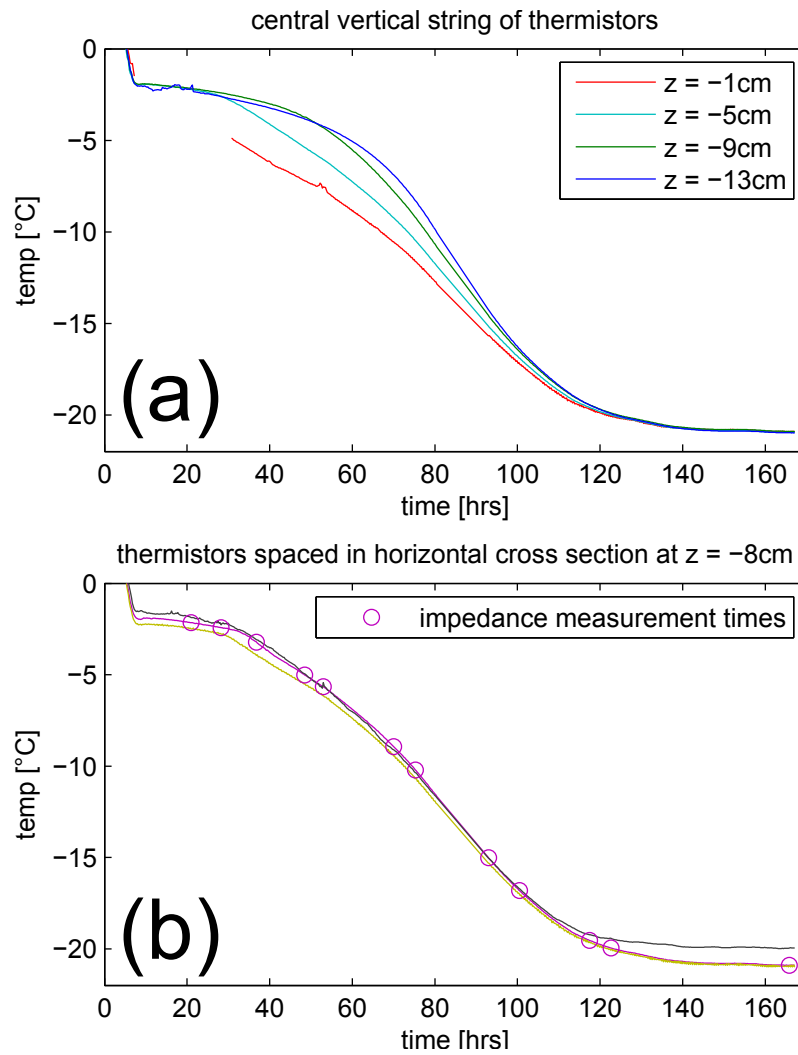 central vertical string of thermistors
0
−5
−10
−15
−20
temp [°C]
z = −1cm
z = −5cm
z = −9cm
z = −13cm
(a)
0 20 40 60 80 100 120 140 160
time [hrs]
thermistors spaced in horizontal cross section at z = −8cm
0
−5
−10
−15
−20
temp [°C]
impedance measurement times
(b)
0 20 40 60 80 100 120 140 160
time [hrs]